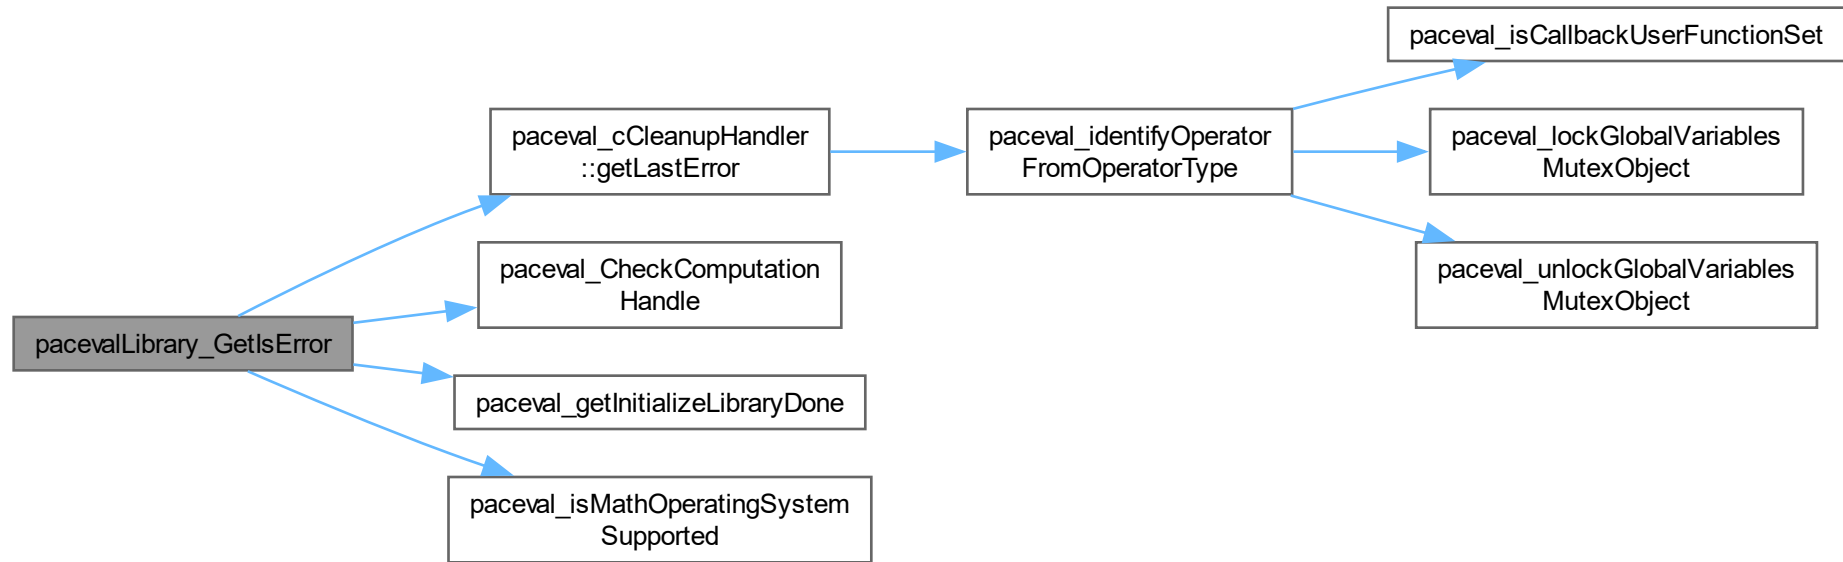 pacevalLibrary_GetIsError
paceval_cCleanupHandler
::getLastError
paceval_CheckComputation
Handle
paceval_getInitializeLibraryDone
paceval_isMathOperatingSystem
Supported
paceval_identifyOperator
FromOperatorType
paceval_isCallbackUserFunctionSet
paceval_lockGlobalVariables
MutexObject
paceval_unlockGlobalVariables
MutexObject